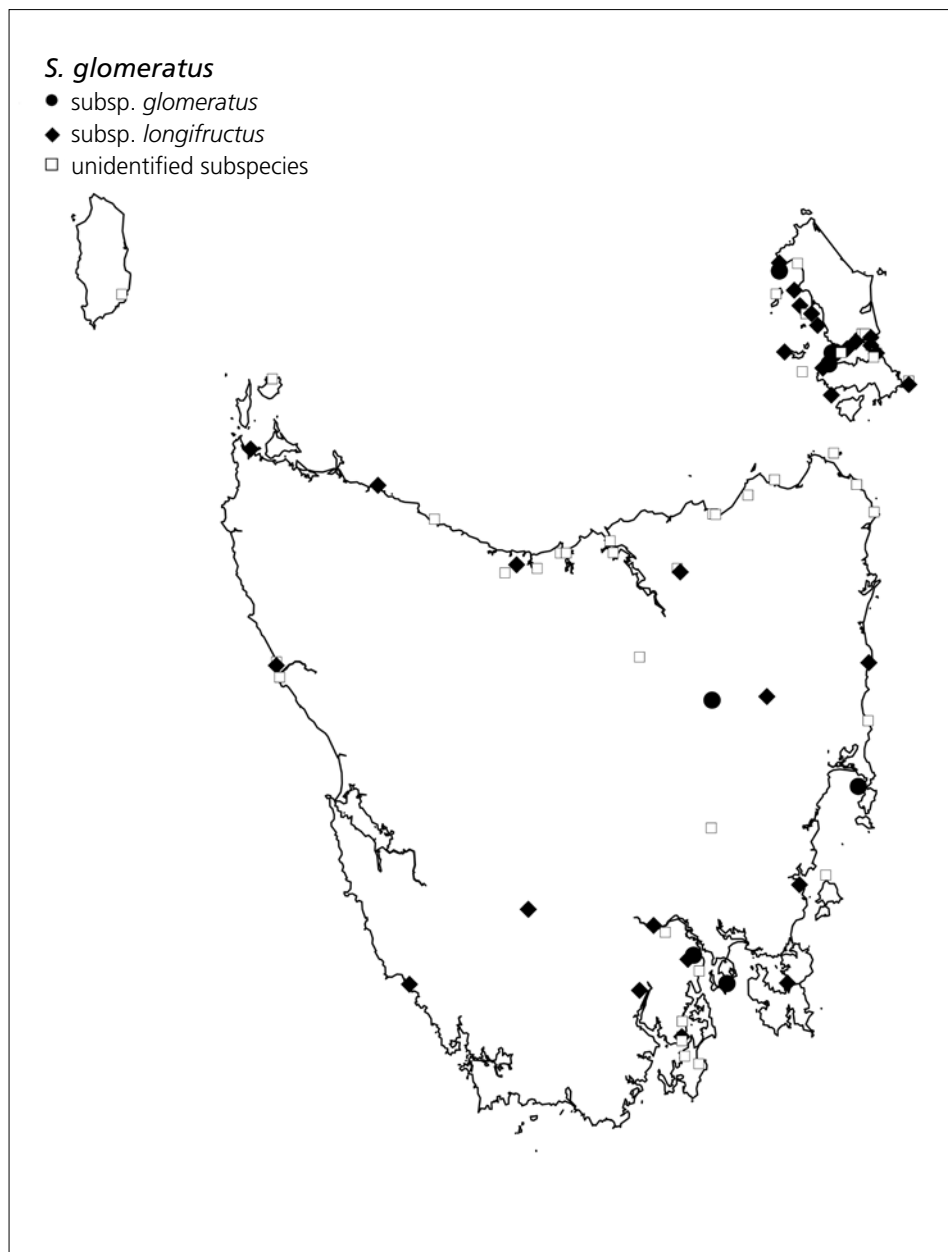 S. glomeratus
subsp. glomeratus
subsp. longifructus
unidentified subspecies